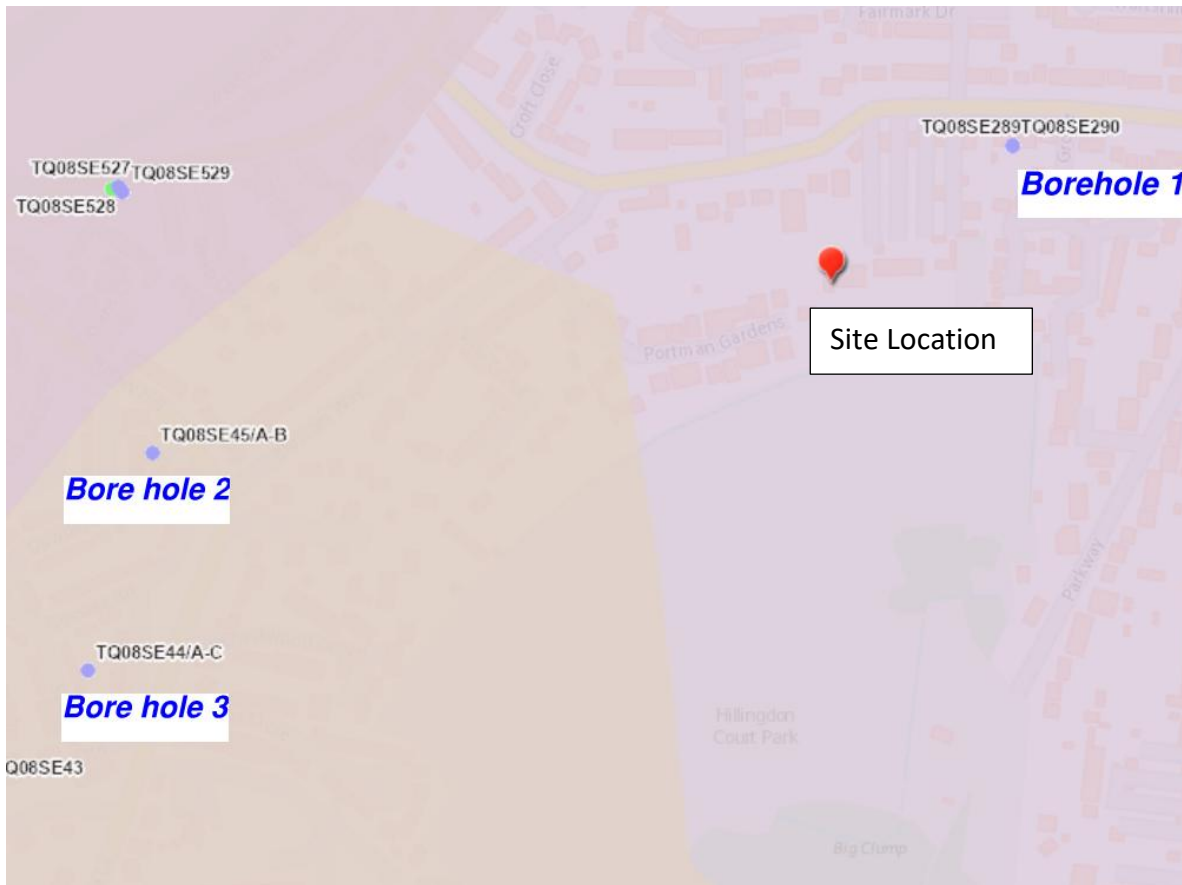 Fairmark Dr
Croft Close
TQ08SE289TQ08SE290
Borehole 1
TQ08SE527
TQ08SE529
TQ08SE528
Site Location
Portman Gardens
TQ08SE45/A-B
Bore hole 2
Parkway
TQ08SE44/A-C
Bore hole 3
Hillingdon
Court Park
Q08SE43
Big Clump